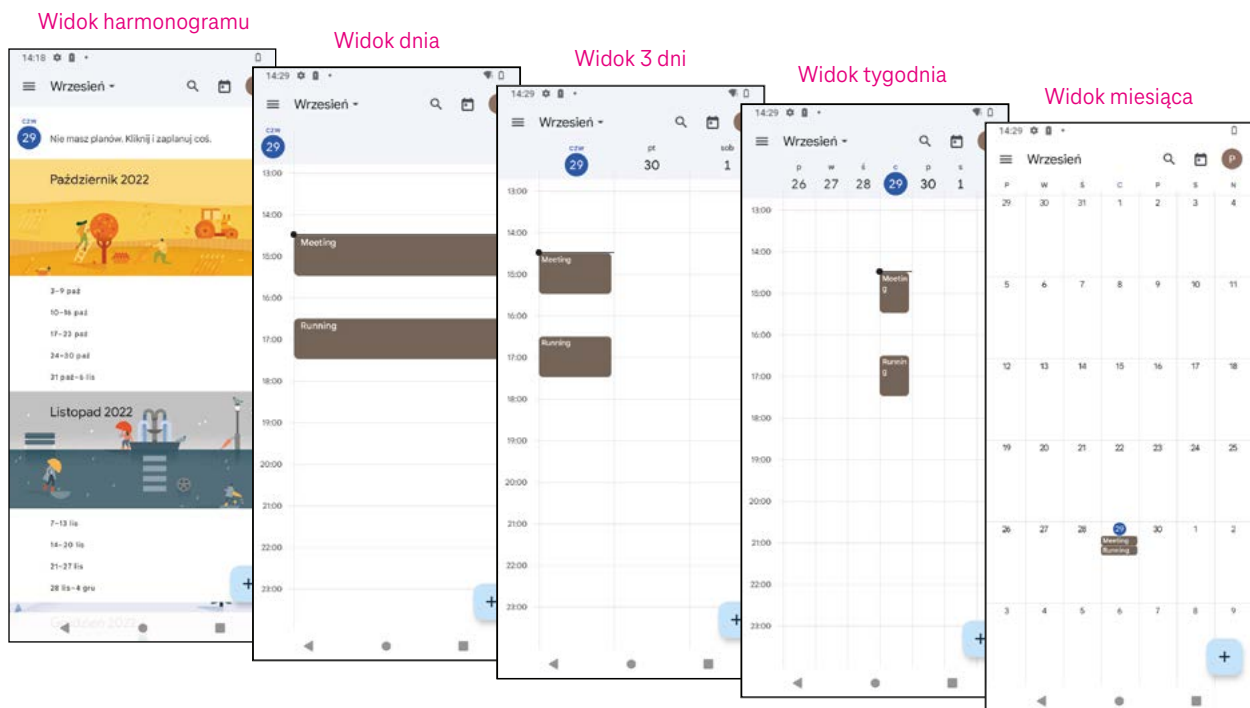 Widok harmonogramu
14:18
Wrzesień
czw
29
Nie masz planów. Kliknij i zaplanuj coś.
Październik 2022
3–9 paź
10–16 paź
17–23 paź
24–30 paź
31 paź–6 lis
Listopad 2022
7–13 lis
14–20 lis
21–27 lis
28 lis–4 gru
Grudzień 2022
+
Widok dnia
14:29
Wrzesień
czw
29
13:00
14:00
Meeting
15:00
16:00
Running
17:00
18:00
19:00
20:00
21:00
22:00
23:00
+
Widok 3 dni
14:29
Wrzesień
czw pt sob
29 30 1
13:00
14:00
Meeting
15:00
16:00
Running
17:00
18:00
19:00
20:00
21:00
22:00
23:00
+
Widok tygodnia
14:29
Wrzesień
P W Ś C P S
26 27 28 29 30 1
13:00
14:00
Meetin
g
15:00
16:00
Runnin
g
17:00
18:00
19:00
20:00
21:00
22:00
23:00
+
Widok miesiąca
14:29
Wrzesień
P
P W Ś C P S N
29 30 31 1 2 3 4
5 6 7 8 9 10 11
12 13 14 15 16 17 18
19 20 21 22 23 24 25
26 27 28 29 30 1 2
Meeting
Running
3 4 5 6 7 8 9
+